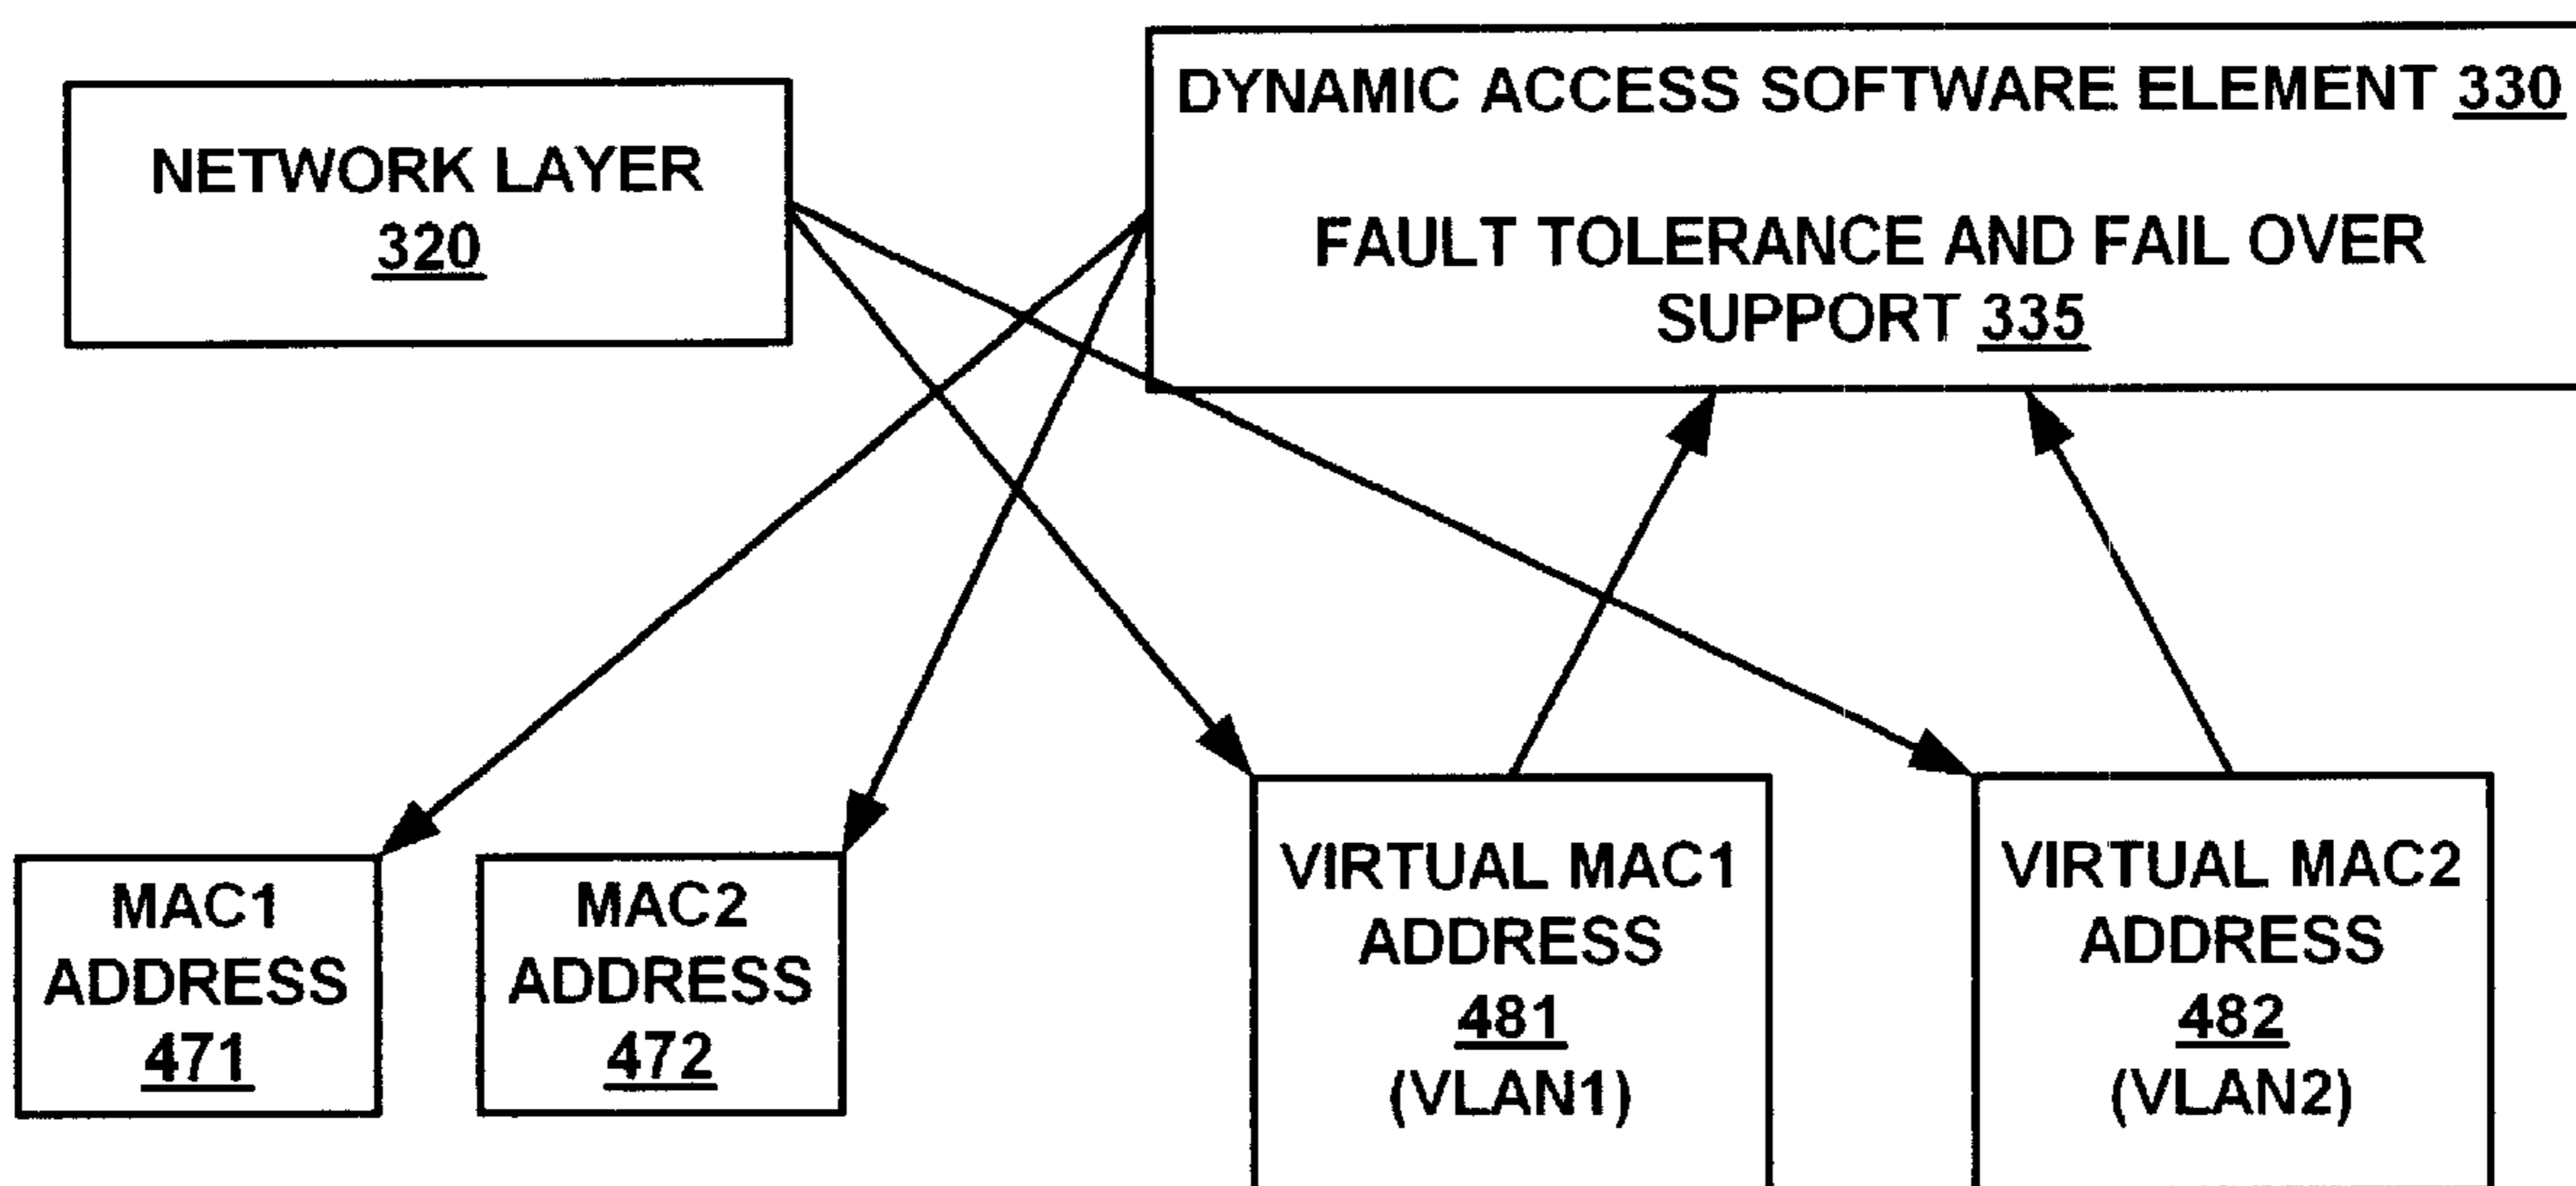 NETWORK LAYER
320
DYNAMIC ACCESS SOFTWARE ELEMENT 330
FAULT TOLERANCE AND FAIL OVER
SUPPORT 335
MAC1
ADDRESS
471
MAC2
ADDRESS
472
VIRTUAL MAC1
ADDRESS
481
(VLAN1)
VIRTUAL MAC2
ADDRESS
482
(VLAN2)